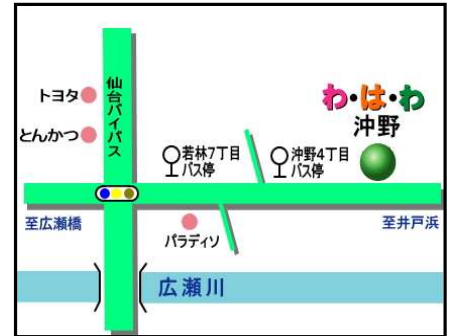 仙台バイパス
トヨタ
とんかつ
わ・は・わ
沖野
若林7丁目
バス停
沖野4丁目
バス停
至広瀬橋
パラディソ
至井戸浜
広瀬川